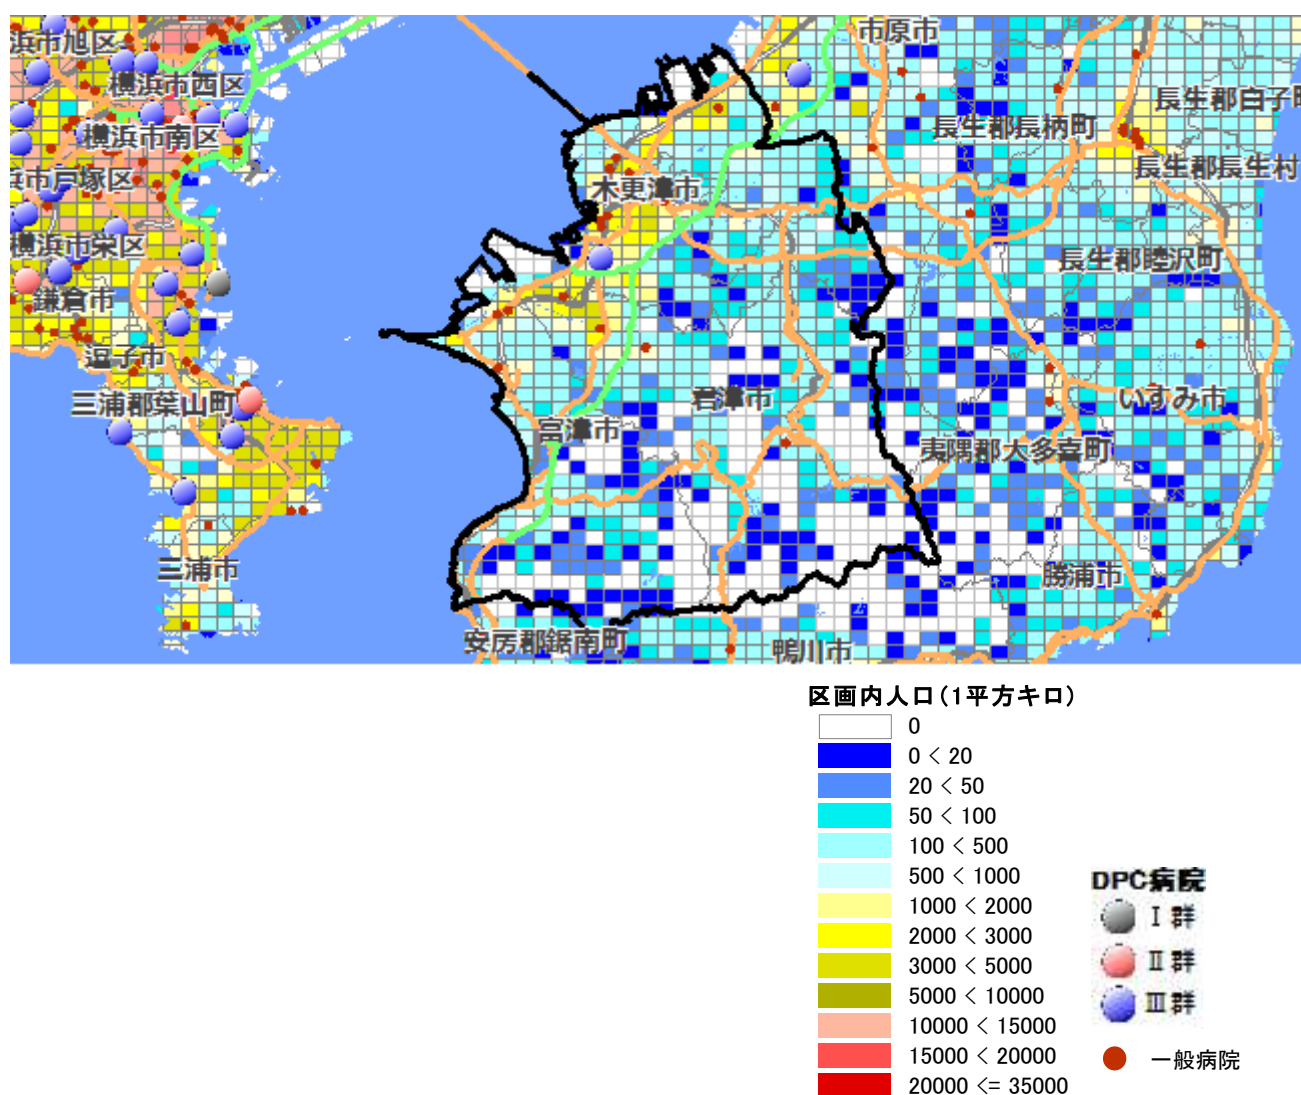 市原市
浜市旭区
横浜市西区
長生郡白子町
横浜市南区
長生郡長柄町
長生郡長生村
浜市戸塚区
木更津市
横浜市栄区
長生郡睦沢町
鎌倉市
逗子市
三浦郡葉山町
君津市
いすみ市
富津市
夷隅郡大多喜町
三浦市
勝浦市
安房郡鋸南町
鴨川市
区画内人口(1平方キロ)
0
0 < 20
20 < 50
50 < 100
100 < 500
500 < 1000
1000 < 2000
2000 < 3000
3000 < 5000
5000 < 10000
10000 < 15000
15000 < 20000
20000 <= 35000
DPC病院
Ⅰ群
Ⅱ群
Ⅲ群
一般病院